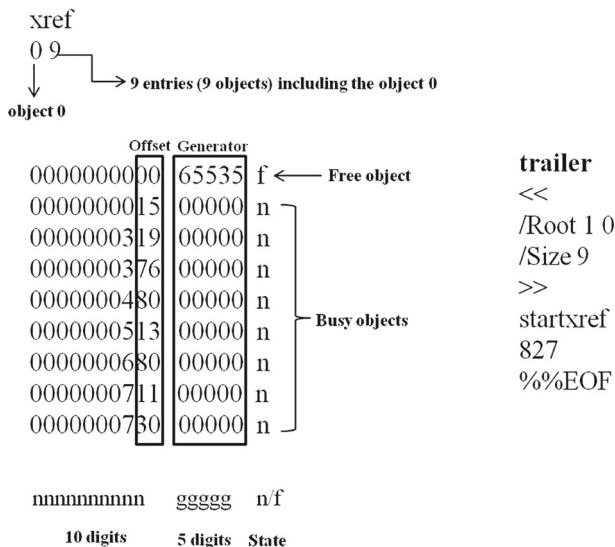 xref
0 9
9 entries (9 objects) including the object 0
object 0
Offset Generator
0000000000 65535 f Free object
0000000015 00000 n
0000000319 00000 n
0000000376 00000 n
0000000480 00000 n
0000000513 00000 n
Busy objects
0000000680 00000 n
0000000711 00000 n
0000000730 00000 n
nnnnnnnnnn ggggg n/f
10 digits 5 digits State
trailer
<<
/Root 1 0
/Size 9
>>
startxref
827
%%EOF